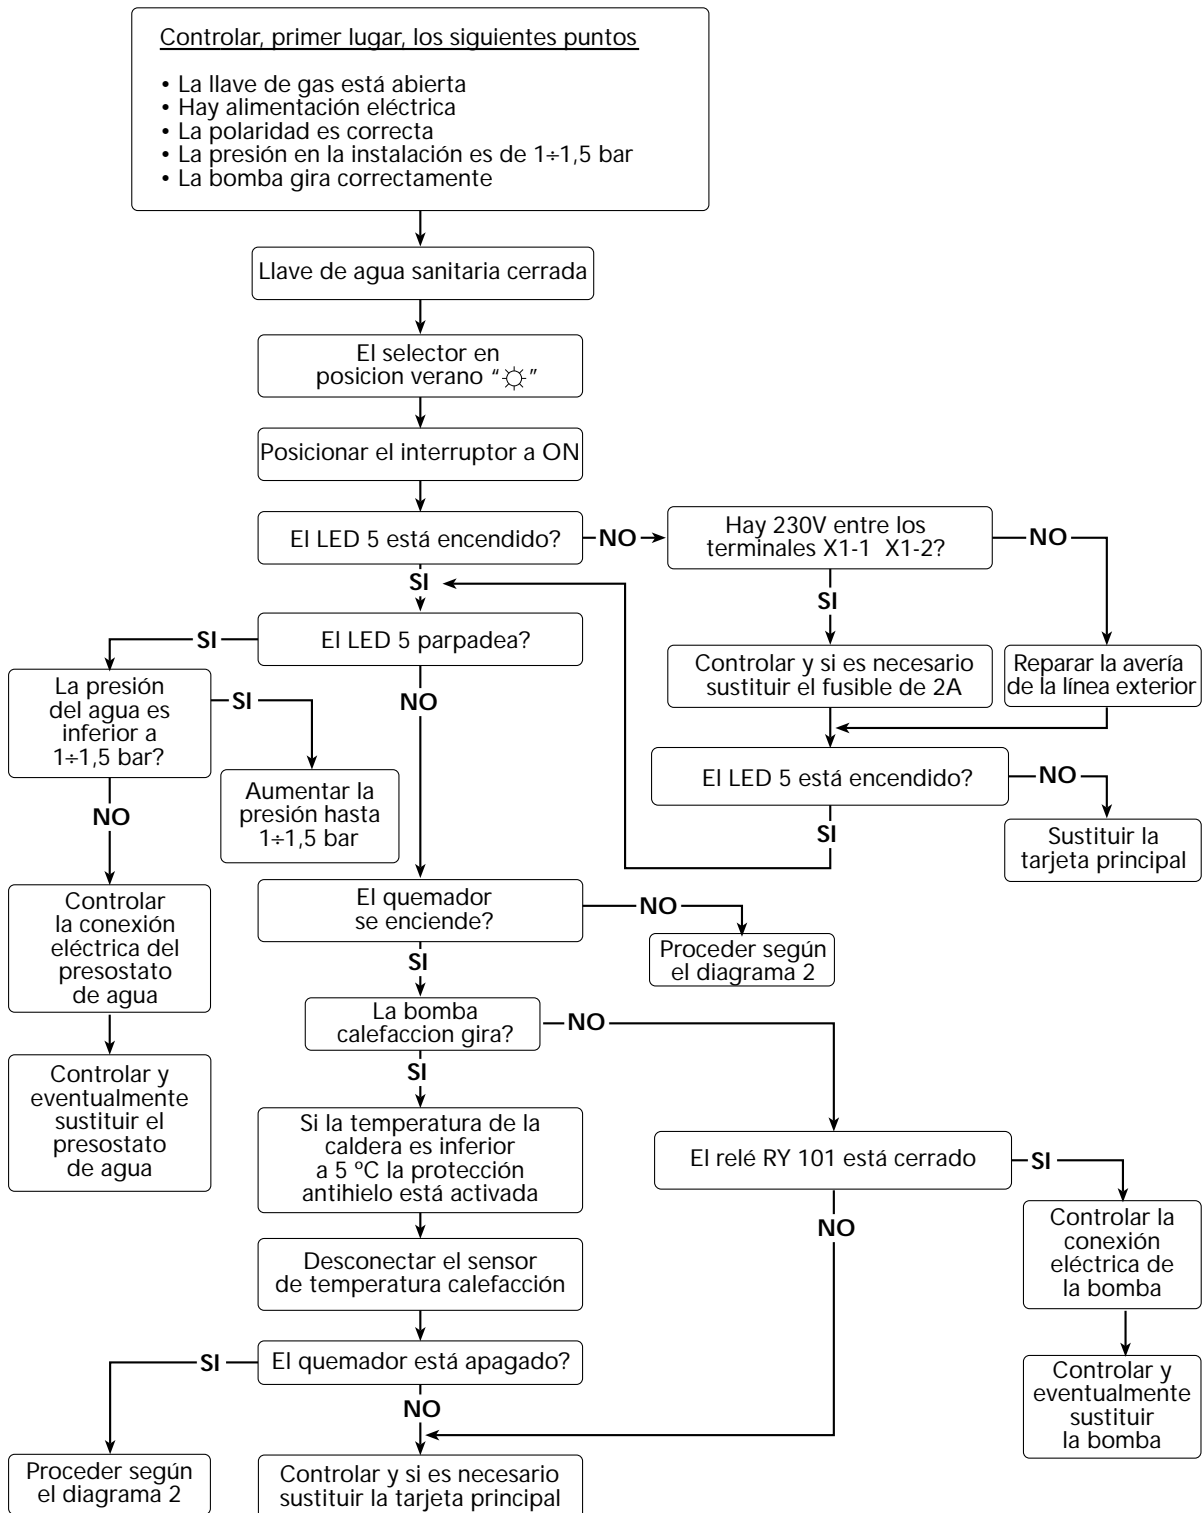 Controlar, primer lugar, los siguientes puntos
• La llave de gas está abierta
• Hay alimentación eléctrica
• La polaridad es correcta
• La presión en la instalación es de 1÷1,5 bar
• La bomba gira correctamente
Llave de agua sanitaria cerrada
El selector en
posicion verano “☼”
Posicionar el interruptor a ON
El LED 5 está encendido?
NO
Hay 230V entre los
terminales X1-1 X1-2?
NO
SI
SI
El LED 5 parpadea?
SI
NO
Controlar y si es necesario
sustituir el fusible de 2A
Reparar la avería
de la línea exterior
La presión
del agua es
inferior a
1÷1,5 bar?
SI
NO
Aumentar la
presión hasta
1÷1,5 bar
El LED 5 está encendido?
NO
SI
Sustituir la
tarjeta principal
Controlar
la conexión
eléctrica del
presostato
de agua
El quemador
se enciende?
NO
SI
Proceder según
el diagrama 2
La bomba
calefaccion gira?
NO
SI
Controlar y
eventualmente
sustituir el
presostato
de agua
Si la temperatura de la
caldera es inferior
a 5 ºC la protección
antihielo está activada
El relé RY 101 está cerrado
SI
NO
Controlar la
conexión
eléctrica de
la bomba
Desconectar el sensor
de temperatura calefacción
El quemador está apagado?
SI
NO
Controlar y
eventualmente
sustituir
la bomba
Proceder según
el diagrama 2
Controlar y si es necesario
sustituir la tarjeta principal